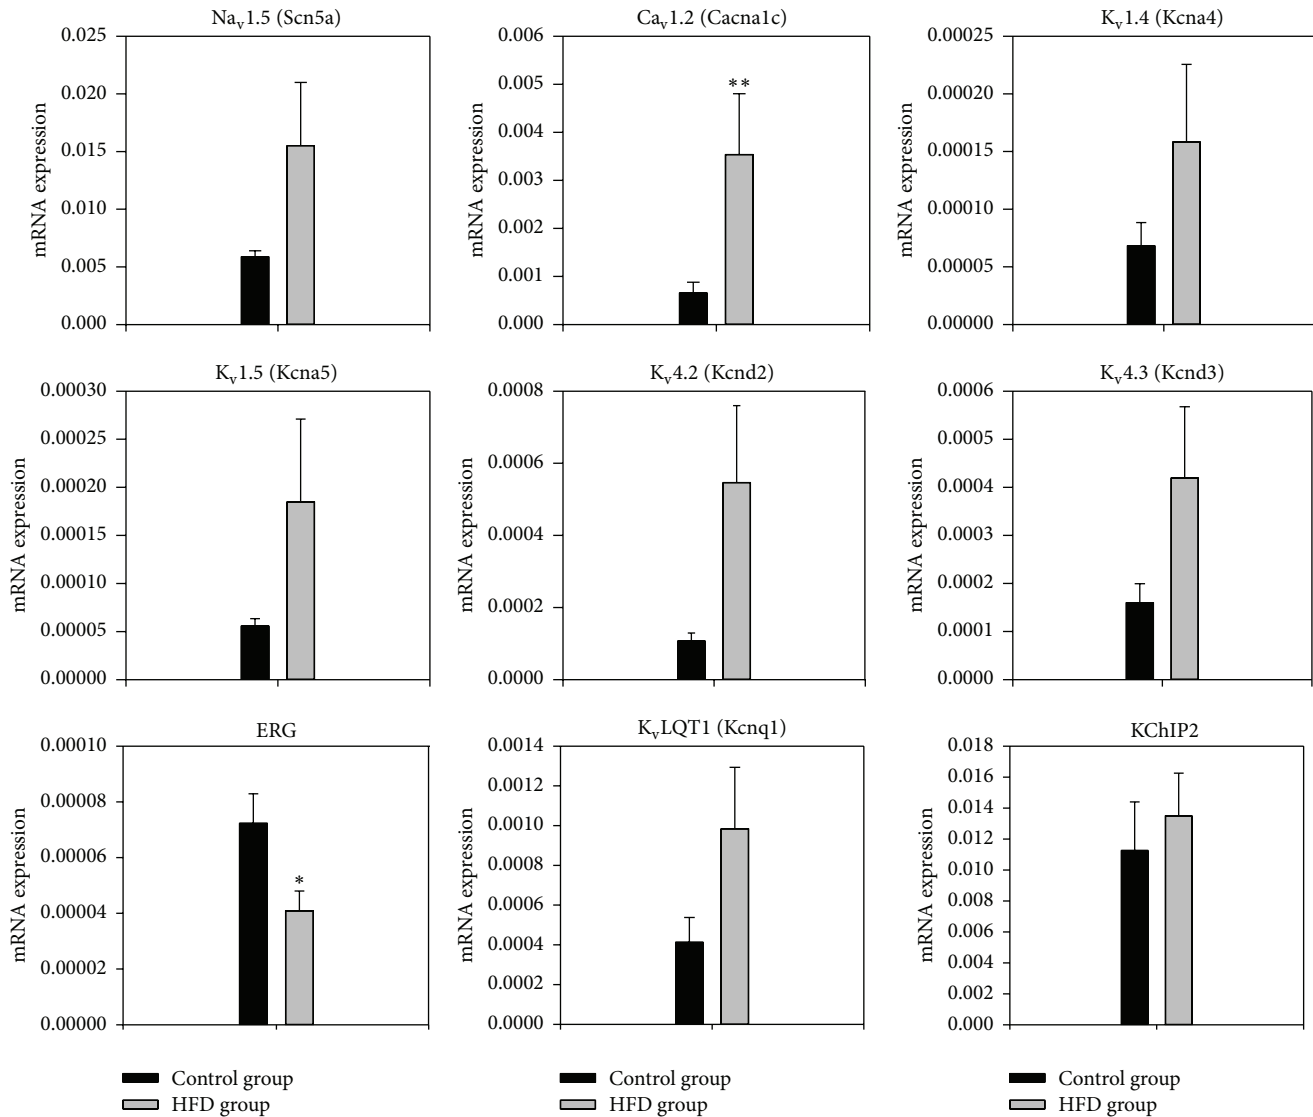 Naᵥ1.5 (Scn5a)
mRNA expression
0.025
0.020
0.015
0.010
0.005
0.000
Caᵥ1.2 (Cacna1c)
mRNA expression
0.006
0.005
0.004
0.003
0.002
0.001
0.000
**
Kᵥ1.4 (Kcna4)
mRNA expression
0.00025
0.00020
0.00015
0.00010
0.00005
0.00000
Kᵥ1.5 (Kcna5)
mRNA expression
0.00030
0.00025
0.00020
0.00015
0.00010
0.00005
0.00000
Kᵥ4.2 (Kcnd2)
mRNA expression
0.0008
0.0006
0.0004
0.0002
0.0000
Kᵥ4.3 (Kcnd3)
mRNA expression
0.0006
0.0005
0.0004
0.0003
0.0002
0.0001
0.0000
ERG
mRNA expression
0.00010
0.00008
0.00006
0.00004
0.00002
0.00000
*
KᵥLQT1 (Kcnq1)
mRNA expression
0.0014
0.0012
0.0010
0.0008
0.0006
0.0004
0.0002
0.0000
KChIP2
mRNA expression
0.018
0.016
0.014
0.012
0.010
0.008
0.006
0.004
0.002
0.000
Control group
HFD group
Control group
HFD group
Control group
HFD group